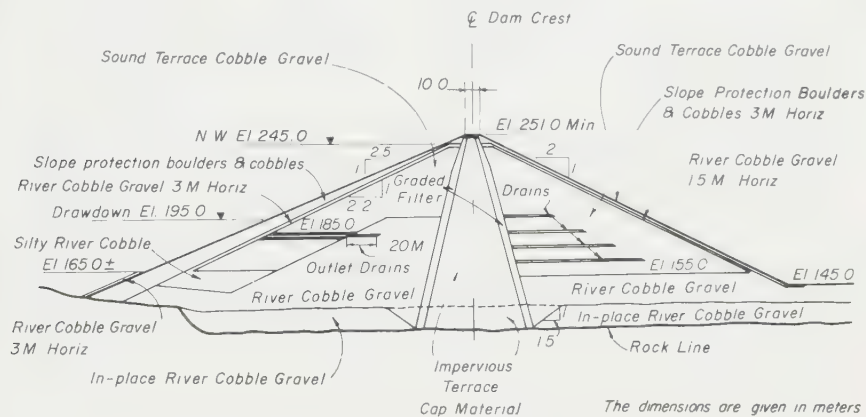 ℄ Dam Crest
Sound Terrace Cobble Gravel
Sound Terrace Cobble Gravel
10 0
Slope Protection Boulders
& Cobbles 3M Horiz
N W El 245.0
El 251.0 Min
Slope protection boulders & cobbles
2.5
1
2
1
River Cobble Gravel 3 M Horiz
River Gravel
1 5 M Horiz
Graded
Filter
Drains
2 2
1
Drawdown El. 195 0
El 185 0
Silty River Cobble
20 M
El 165 0 ±
Outlet Drains
El 155.0
El 145.0
River Cobble Gravel
River Cobble Gravel
River Cobble Gravel
3M Horiz
In-place River Cobble Gravel
1
1 5
Rock Line
In-place River Cobble Gravel
Impervious
Terrace
Cap Material
The dimensions are given in meters